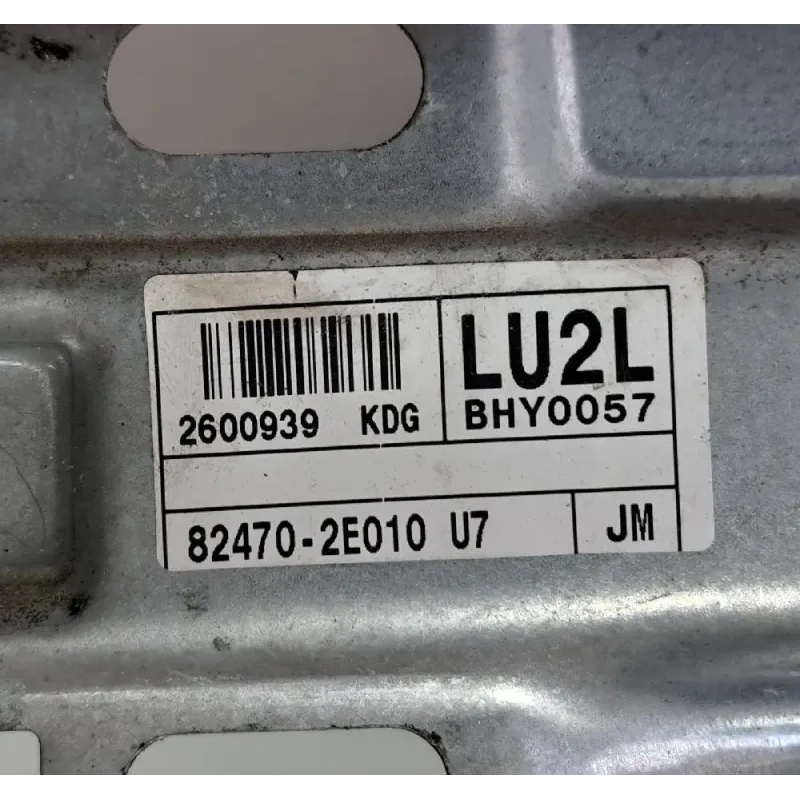 LU2L
2600939 KDG
BHY0057
82470-2E010 U7
JM